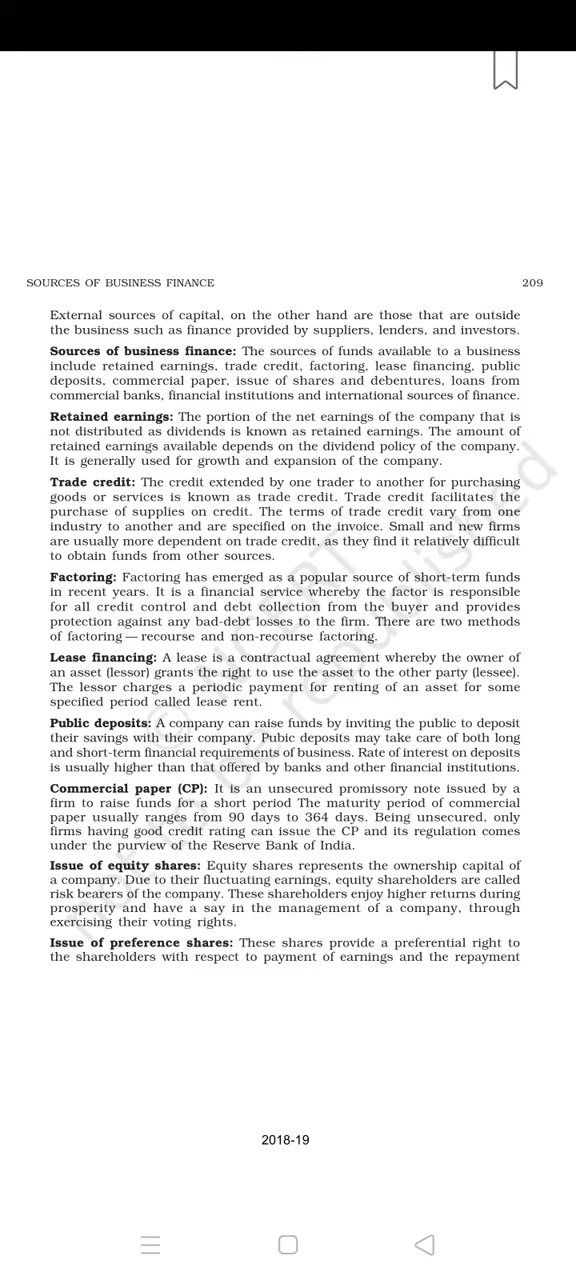 SOURCES OF BUSINESS FINANCE 209
External sources of capital, on the other hand are those that are outside
the business such as finance provided by suppliers, lenders, and investors.
Sources of business finance: The sources of funds available to a business
include retained earnings, trade credit, factoring, lease financing, public
deposits, commercial paper, issue of shares and debentures, loans from
commercial banks, financial institutions and international sources of finance.
Retained earnings: The portion of the net earnings of the company that is
not distributed as dividends is known as retained earnings. The amount of
retained earnings available depends on the dividend policy of the company.
It is generally used for growth and expansion of the company.
Trade credit: The credit extended by one trader to another for purchasing
goods or services is known as trade credit. Trade credit facilitates the
purchase of supplies on credit. The terms of trade credit vary from one
industry to another and are specified on the invoice. Small and new firms
are usually more dependent on trade credit, as they find it relatively difficult
to obtain funds from other sources.
Factoring: Factoring has emerged as a popular source of short-term funds
in recent years. It is a financial service whereby the factor is responsible
for all credit control and debt collection from the buyer and provides
protection against any bad-debt losses to the firm. There are two methods
of factoring — recourse and non-recourse factoring.
Lease financing: A lease is a contractual agreement whereby the owner of
an asset (lessor) grants the right to use the asset to the other party (lessee).
The lessor charges a periodic payment for renting of an asset for some
specified period called lease rent.
Public deposits: A company can raise funds by inviting the public to deposit
their savings with their company. Pubic deposits may take care of both long
and short-term financial requirements of business. Rate of interest on deposits
is usually higher than that offered by banks and other financial institutions.
Commercial paper (CP): It is an unsecured promissory note issued by a
firm to raise funds for a short period The maturity period of commercial
paper usually ranges from 90 days to 364 days. Being unsecured, only
firms having good credit rating can issue the CP and its regulation comes
under the purview of the Reserve Bank of India.
Issue of equity shares: Equity shares represents the ownership capital of
a company. Due to their fluctuating earnings, equity shareholders are called
risk bearers of the company. These shareholders enjoy higher returns during
prosperity and have a say in the management of a company, through
exercising their voting rights.
Issue of preference shares: These shares provide a preferential right to
the shareholders with respect to payment of earnings and the repayment
© NCERT
not to be republished
2018-19